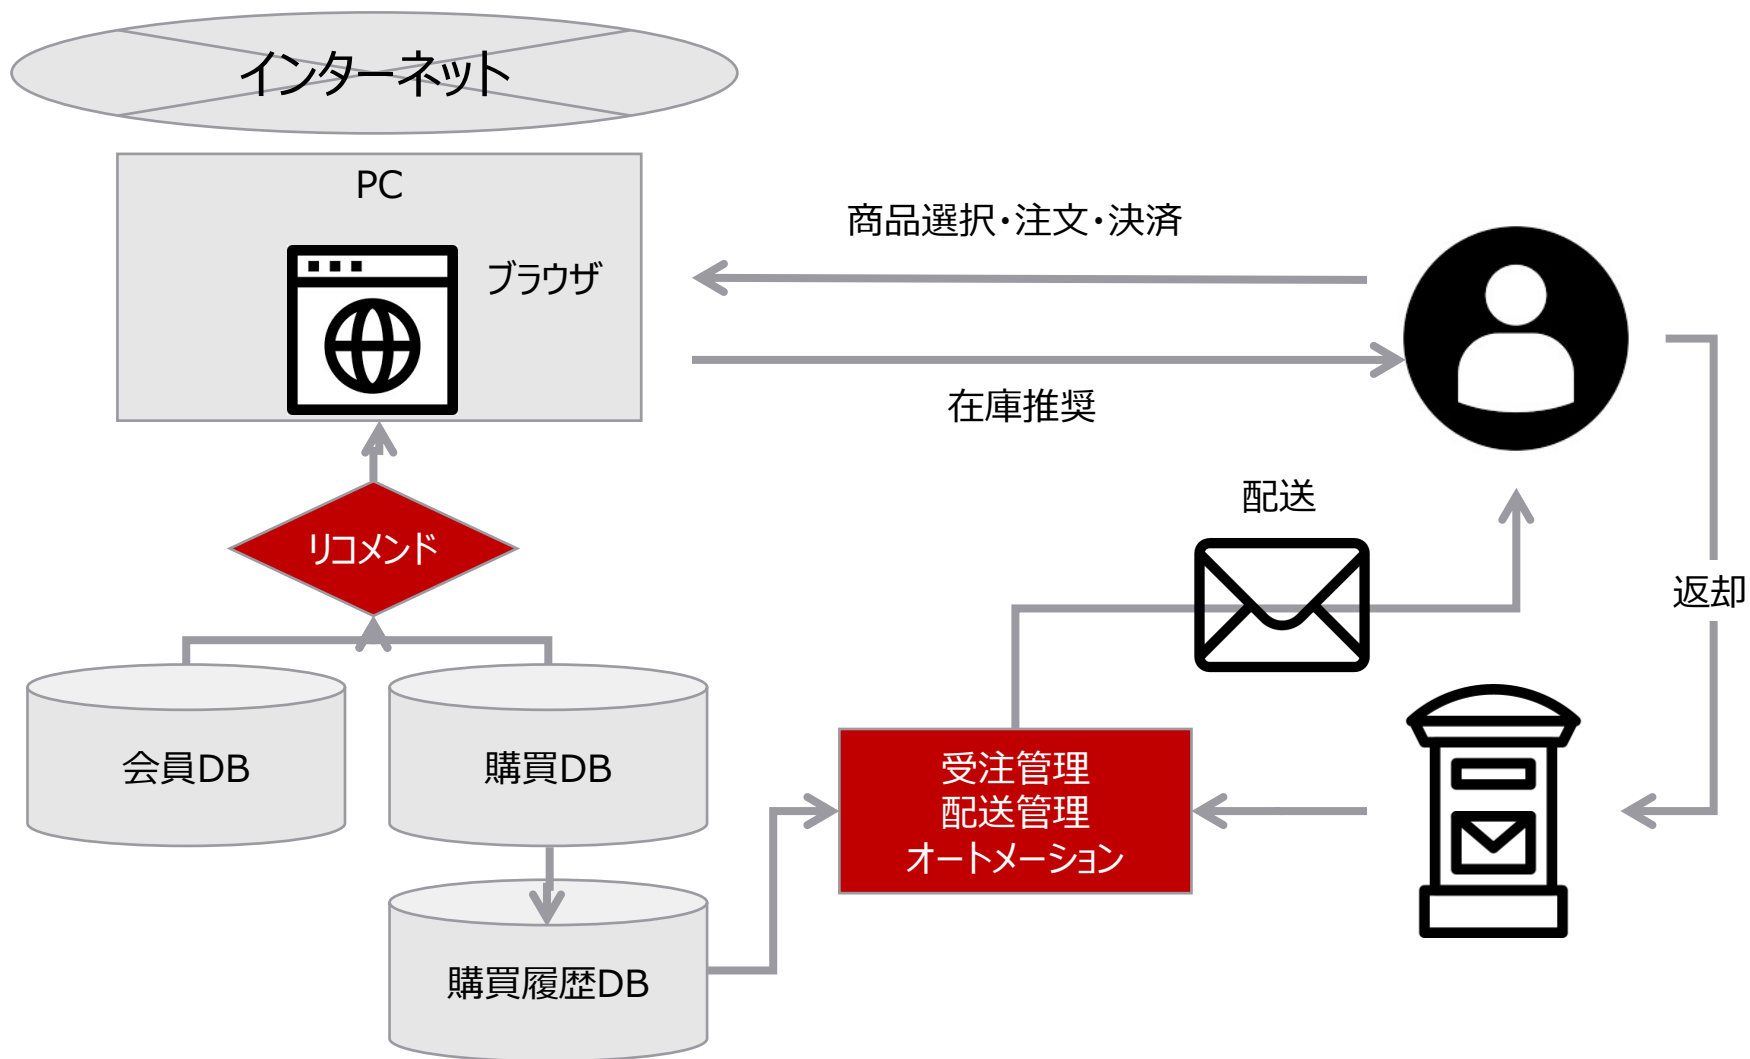 インターネット
PC
ブラウザ
商品選択・注文・決済
在庫推奨
配送
リコメンド
返却
会員DB
購買DB
受注管理
配送管理
オートメーション
購買履歴DB